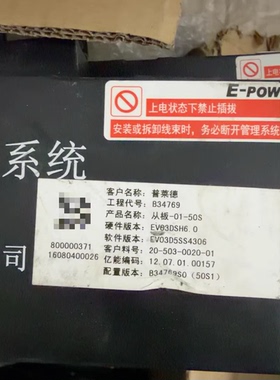 E-POW
上电状态下禁止插拔
安装或拆卸线束时，务必断开管理系统
系统
司
客户名称： 普莱德
工程代号： B34769
产品名称： 从板-01-50S
硬件版本： EV03DSH6.0
软件版本： EV03D5SS4306
客户料号： 20-503-0020-01
亿能编码： 12.07.01.00157
配置版本： B34769S0(50S1)
800000371
16080400026